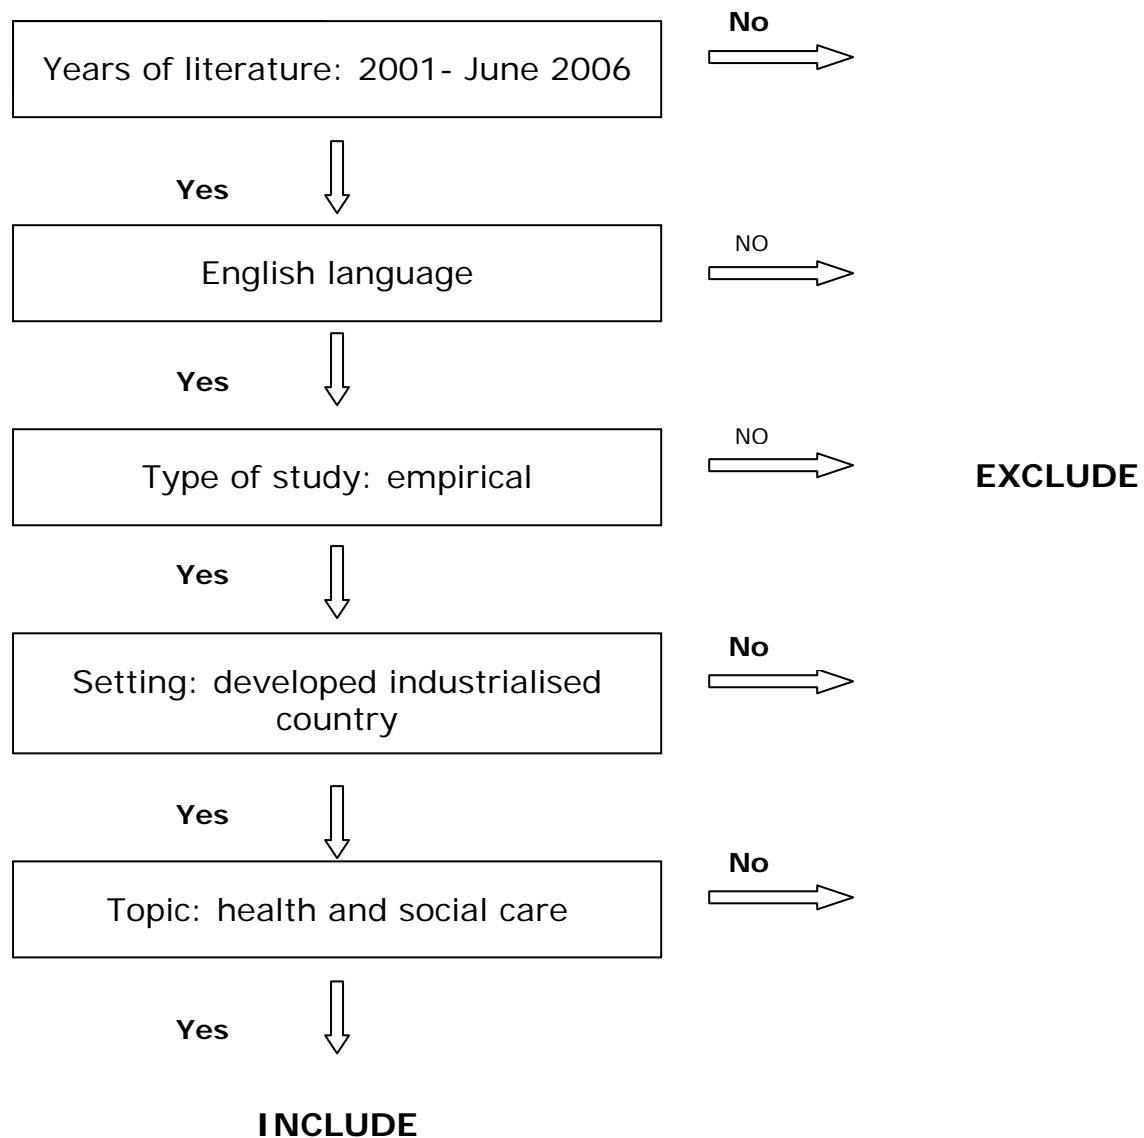 No
Years of literature: 2001- June 2006
Yes
NO
English language
Yes
NO
Type of study: empirical
EXCLUDE
Yes
No
Setting: developed industrialised
country
Yes
No
Topic: health and social care
Yes
INCLUDE